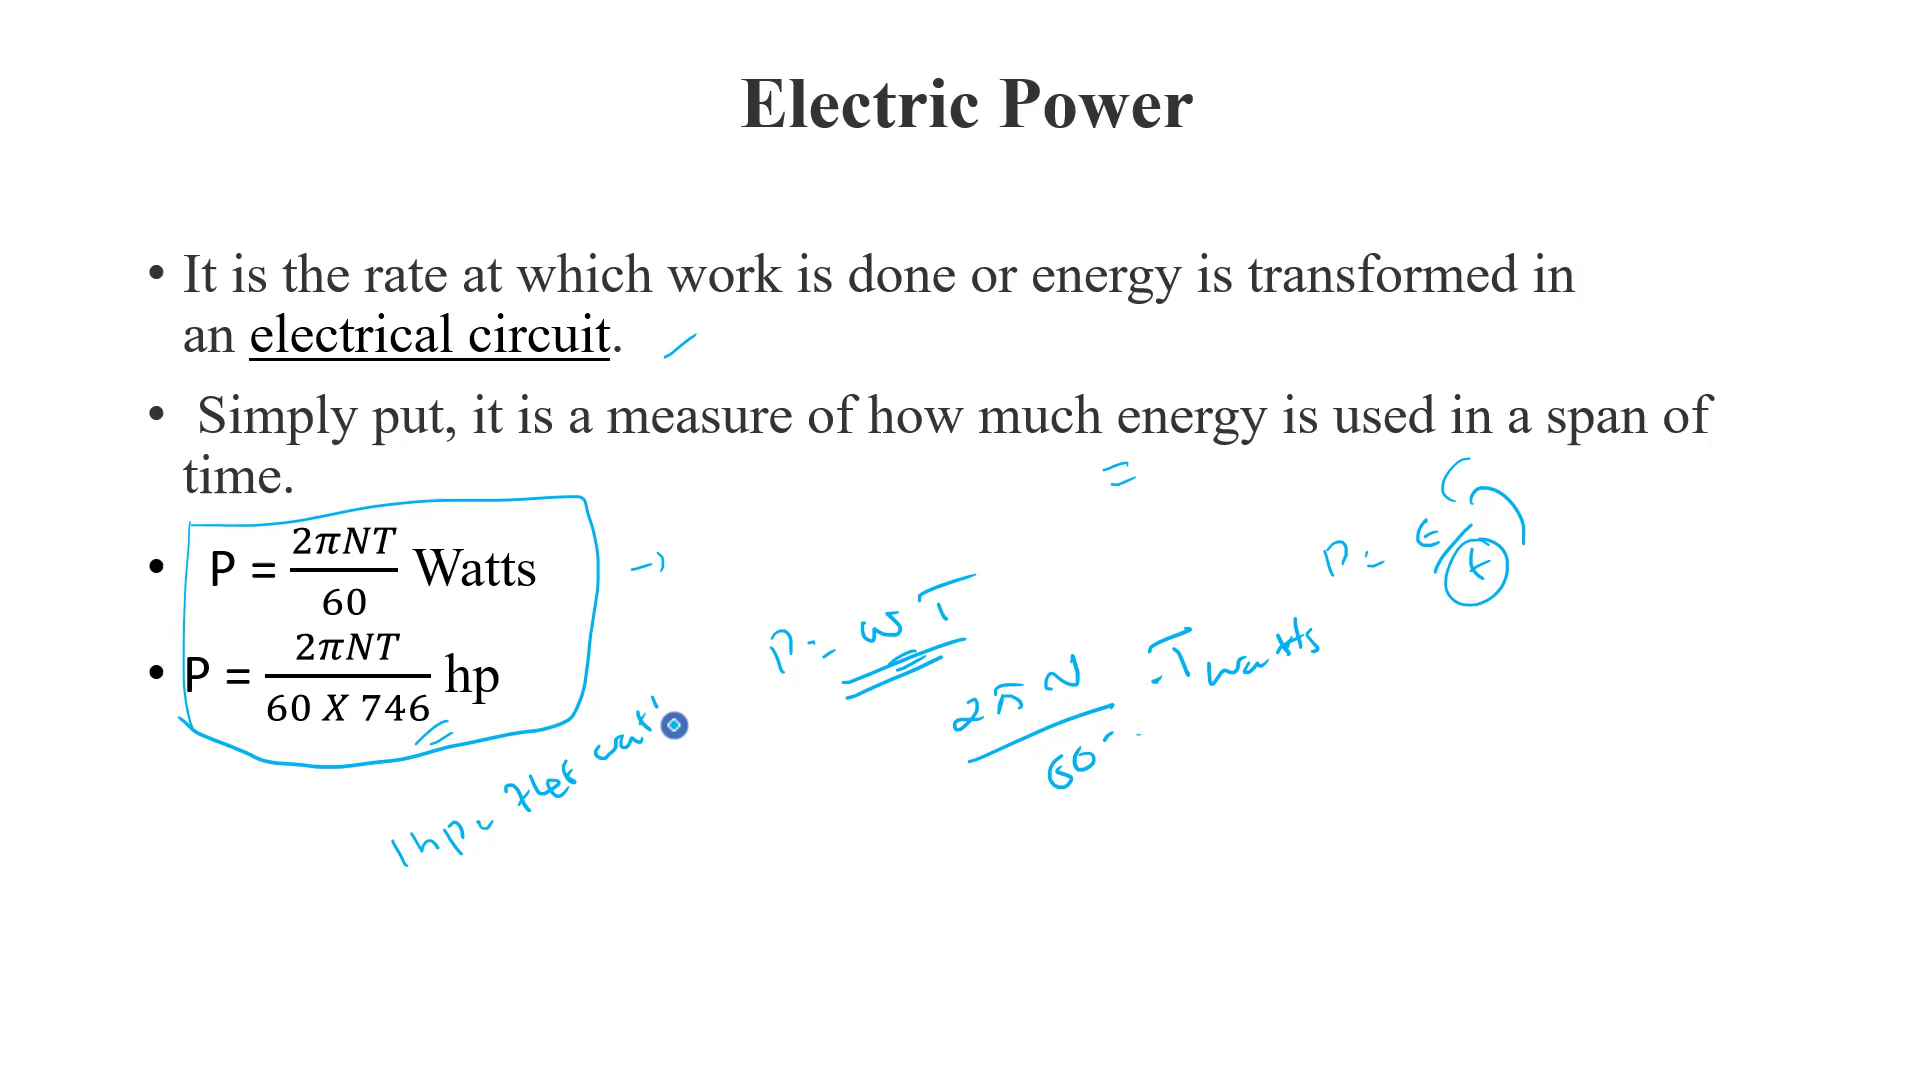 Electric Power
• It is the rate at which work is done or energy is transformed in
an electrical circuit.
• Simply put, it is a measure of how much energy is used in a span of
time.
• P = 2πNT/60 Watts
• P = 2πNT/60 X 746 hp
P = E/t
P = ωT
2πN/60 · T watts
1hp = 746 watt